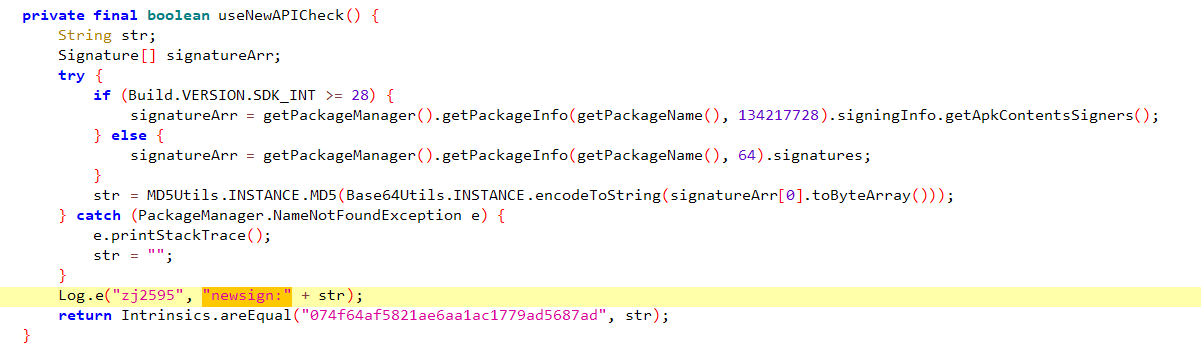 private final boolean useNewAPICheck() {
String str;
Signature[] signatureArr;
try {
if (Build.VERSION.SDK_INT >= 28) {
signatureArr = getPackageManager().getPackageInfo(getPackageName(), 134217728).signingInfo.getApkContentsSigners();
} else {
signatureArr = getPackageManager().getPackageInfo(getPackageName(), 64).signatures;
}
str = MD5Utils.INSTANCE.MD5(Base64Utils.INSTANCE.encodeToString(signatureArr[0].toByteArray()));
} catch (PackageManager.NameNotFoundException e) {
e.printStackTrace();
str = "";
}
Log.e("zj2595", "newsign:" + str);
return Intrinsics.areEqual("074f64af5821ae6aa1ac1779ad5687ad", str);
}